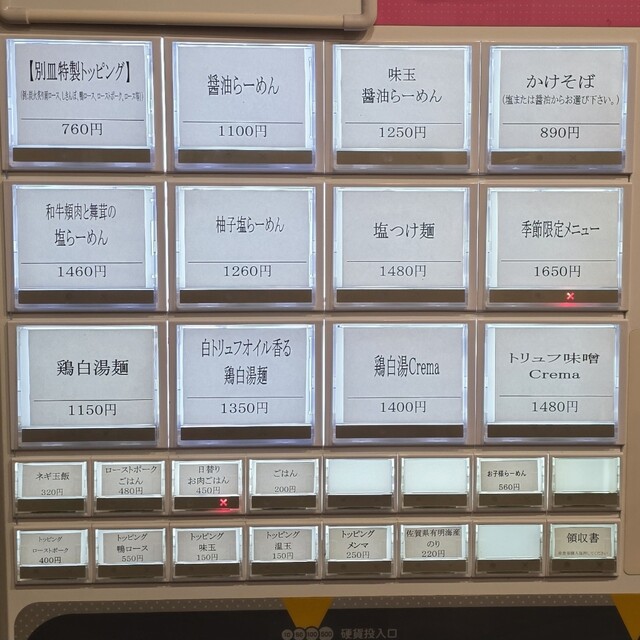 【別皿特製トッピング】
760円
醤油らーめん
1100円
味玉
醤油らーめん
1250円
かけそば
(塩または醤油からお選び下さい。)
890円
和牛頬肉と舞茸の
塩らーめん
1460円
柚子塩らーめん
1260円
塩つけ麺
1480円
季節限定メニュー
1650円
鶏白湯麺
1150円
白トリュフオイル香る
鶏白湯麺
1350円
鶏白湯Crema
1400円
トリュフ味噌
Crema
1480円
ネギ玉飯
320円
ローストポーク
ごはん
480円
日替り
お肉ごはん
450円
ごはん
200円
お子様らーめん
560円
トッピング
ローストポーク
400円
トッピング
鴨ロース
550円
トッピング
味玉
150円
トッピング
温玉
150円
トッピング
メンマ
250円
佐賀県有明海産
のり
220円
領収書
10 50 100 500 硬貨投入口